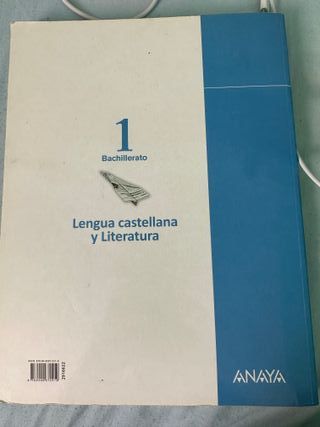 1
Bachillerato
Lengua castellana
y Literatura
ANAYA